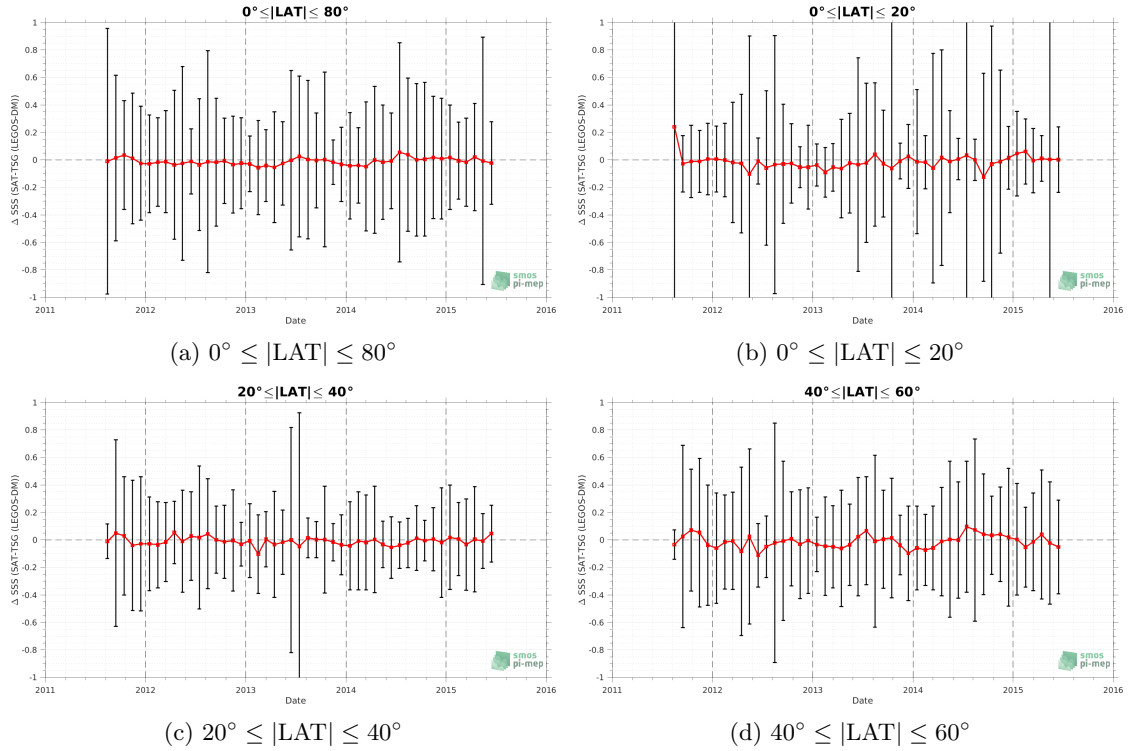 0°≤|LAT|≤ 80°
1
0.8
0.6
0.4
0.2
0
-0.2
-0.4
-0.6
-0.8
-1
Δ SSS (SAT-TSG (LEGOS-DM))
2011 2012 2013 2014 2015 2016
Date
smos
pi-mep
(a) 0° ≤ |LAT| ≤ 80°
0°≤|LAT|≤ 20°
1
0.8
0.6
0.4
0.2
0
-0.2
-0.4
-0.6
-0.8
-1
Δ SSS (SAT-TSG (LEGOS-DM))
2011 2012 2013 2014 2015 2016
Date
smos
pi-mep
(b) 0° ≤ |LAT| ≤ 20°
20°≤|LAT|≤ 40°
1
0.8
0.6
0.4
0.2
0
-0.2
-0.4
-0.6
-0.8
-1
Δ SSS (SAT-TSG (LEGOS-DM))
2011 2012 2013 2014 2015 2016
Date
smos
pi-mep
(c) 20° ≤ |LAT| ≤ 40°
40°≤|LAT|≤ 60°
1
0.8
0.6
0.4
0.2
0
-0.2
-0.4
-0.6
-0.8
-1
Δ SSS (SAT-TSG (LEGOS-DM))
2011 2012 2013 2014 2015 2016
Date
smos
pi-mep
(d) 40° ≤ |LAT| ≤ 60°